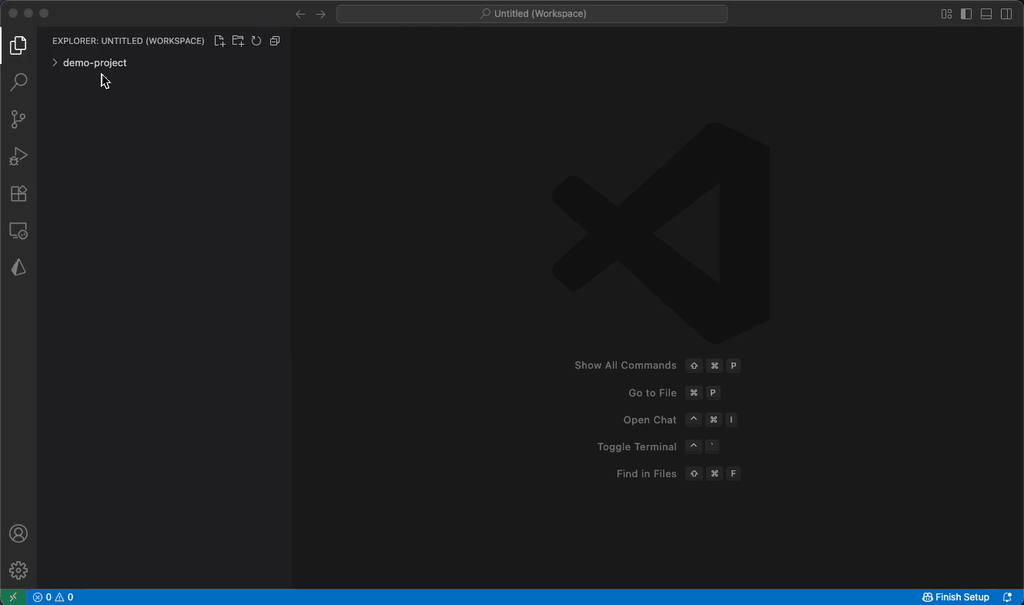 Untitled (Workspace)
EXPLORER: UNTITLED (WORKSPACE)
demo-project
Show All Commands ⇧ ⌘ P
Go to File ⌘ P
Open Chat ^ ⌘ I
Toggle Terminal ^ `
Find in Files ⇧ ⌘ F
0 0
Finish Setup